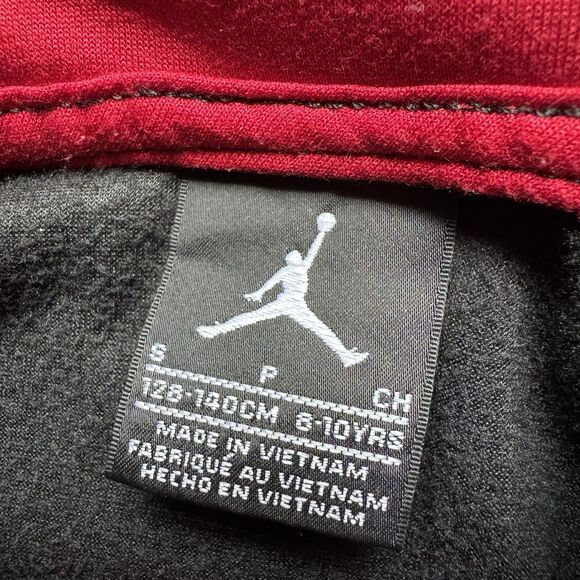 S P CH
128-140CM 8-10YRS
MADE IN VIETNAM
FABRIQUÉ AU VIETNAM
HECHO EN VIETNAM